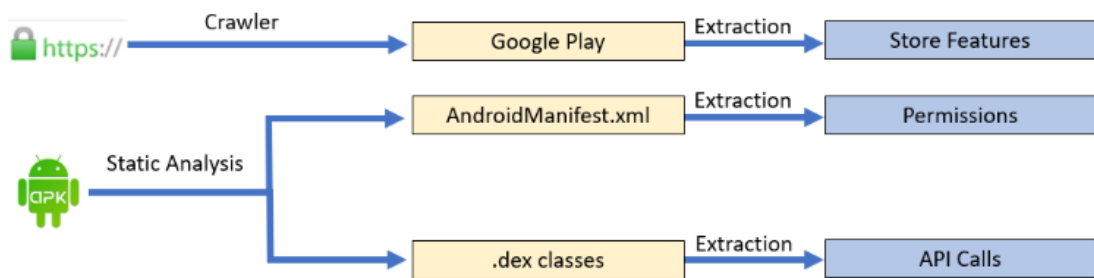 Crawler
https://
Google Play
Extraction
Store Features
AndroidManifest.xml
Extraction
Permissions
Static Analysis
apk
.dex classes
Extraction
API Calls